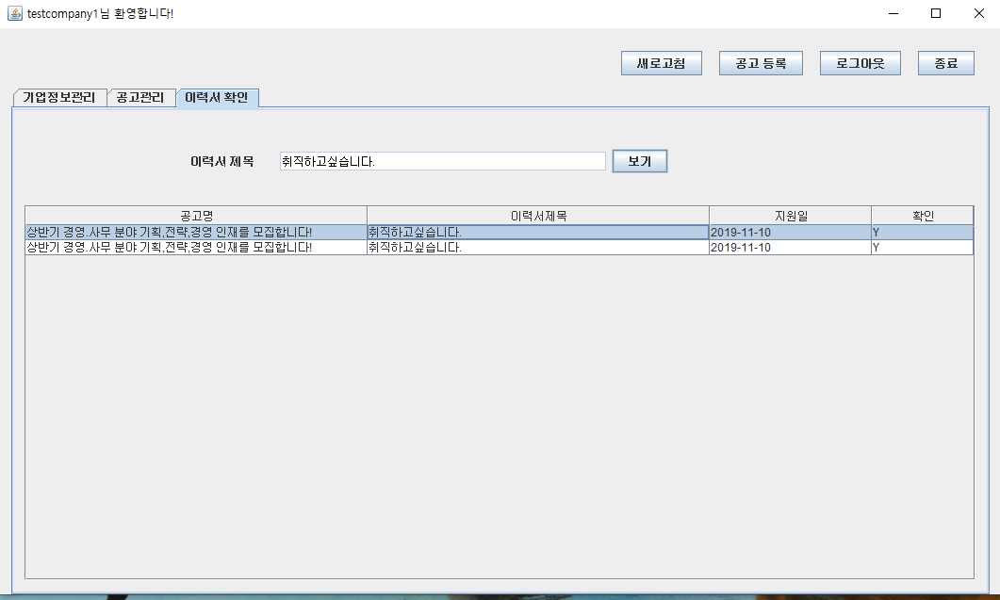 testcompany1님 환영합니다!
새로고침 공고 등록 로그아웃 종료
기업정보관리 공고관리 이력서 확인
이력서 제목 취직하고싶습니다. 보기
공고명 이력서제목 지원일 확인
상반기 경영.사무 분야 기획,전략,경영 인재를 모집합니다! 취직하고싶습니다. 2019-11-10 Y
상반기 경영.사무 분야 기획,전략,경영 인재를 모집합니다! 취직하고싶습니다. 2019-11-10 Y